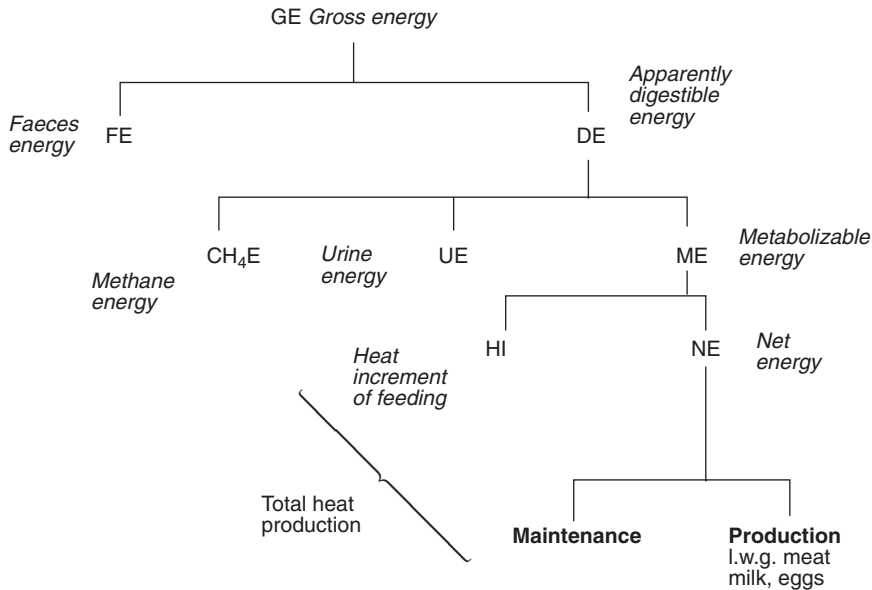 GE Gross energy
Apparently
digestible
energy
Faeces
energy
FE
DE
CH₄E
Methane
energy
Urine
energy
UE
ME
Metabolizable
energy
HI
Heat
increment
of feeding
NE
Net
energy
Total heat
production
Maintenance
Production
l.w.g. meat
milk, eggs